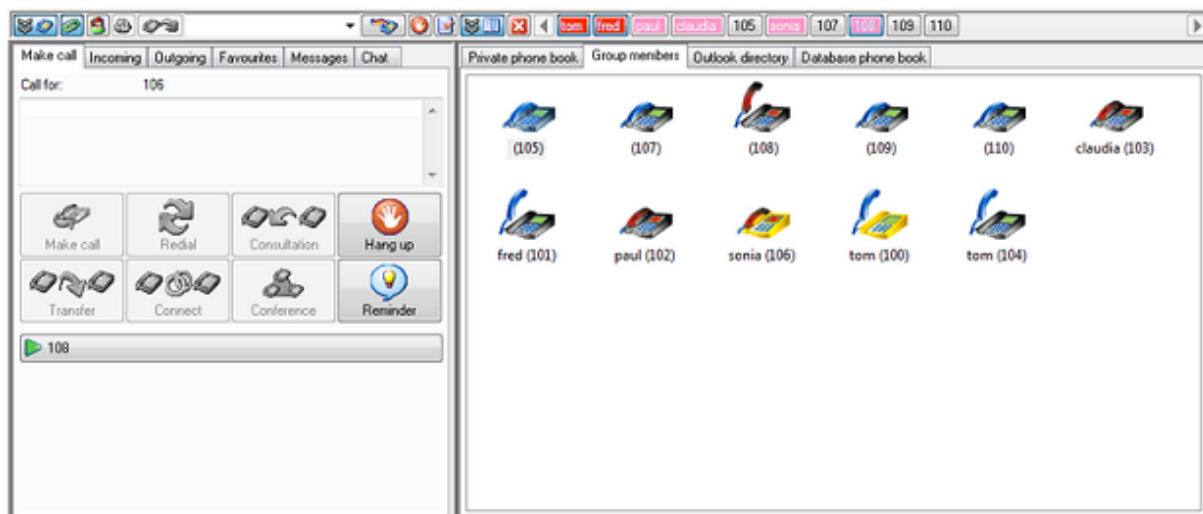 tom fred paul claudia 105 sonia 107 108 109 110
Make call Incoming Outgoing Favourites Messages Chat
Private phone book Group members Outlook directory Database phone book
Call for: 106
(105) (107) (108) (109) (110) claudia (103)
Make call Redial Consultation Hang up
fred (101) paul (102) sonia (106) tom (100) tom (104)
Transfer Connect Conference Reminder
108